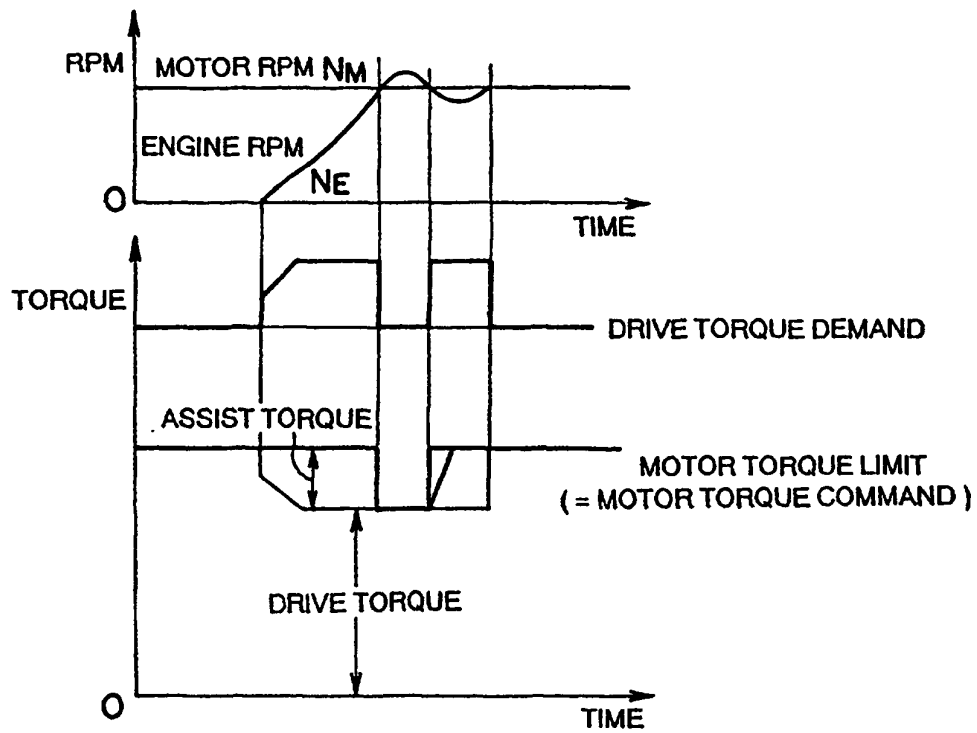 RPM
MOTOR RPM NM
ENGINE RPM
NE
O
TIME
TORQUE
DRIVE TORQUE DEMAND
ASSIST TORQUE
MOTOR TORQUE LIMIT
( = MOTOR TORQUE COMMAND )
DRIVE TORQUE
O
TIME